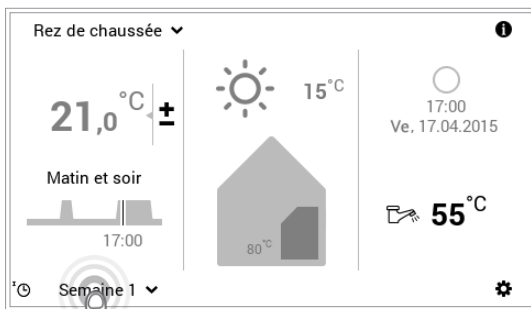 Rez de chaussée
21,0 °C ±
15°C
17:00
Ve, 17.04.2015
Matin et soir
17:00
80°C
55°C
Semaine 1